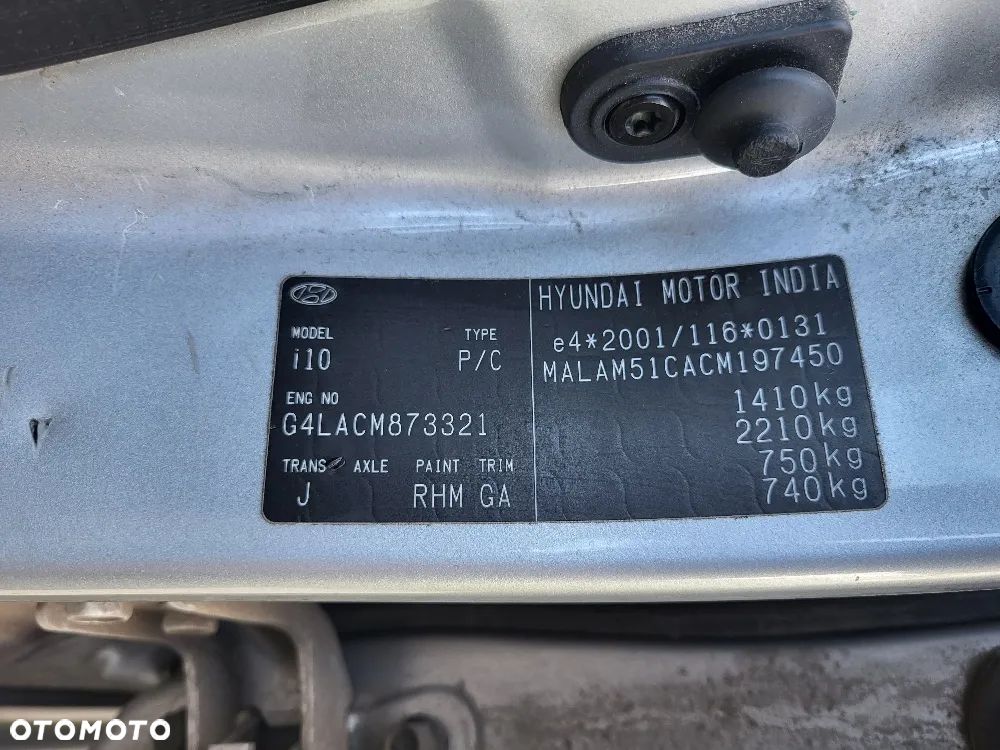 HYUNDAI MOTOR INDIA
MODEL TYPE
i10 P/C
ENG NO
G4LACM873321
TRANS AXLE PAINT TRIM
J RHM GA
e4*2001/116*0131
MALAM51CACM197450
1410kg
2210kg
750kg
740kg
OTOMOTO